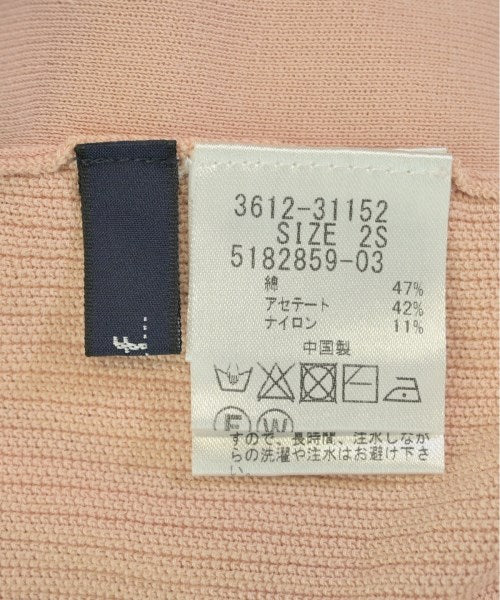 3612-31152
SIZE 2S
5182859-03
綿 47%
アセテート 42%
ナイロン 11%
中国製
F W
すので、長時間、注水しなが
らの洗濯や注水はお避け下さ
い。